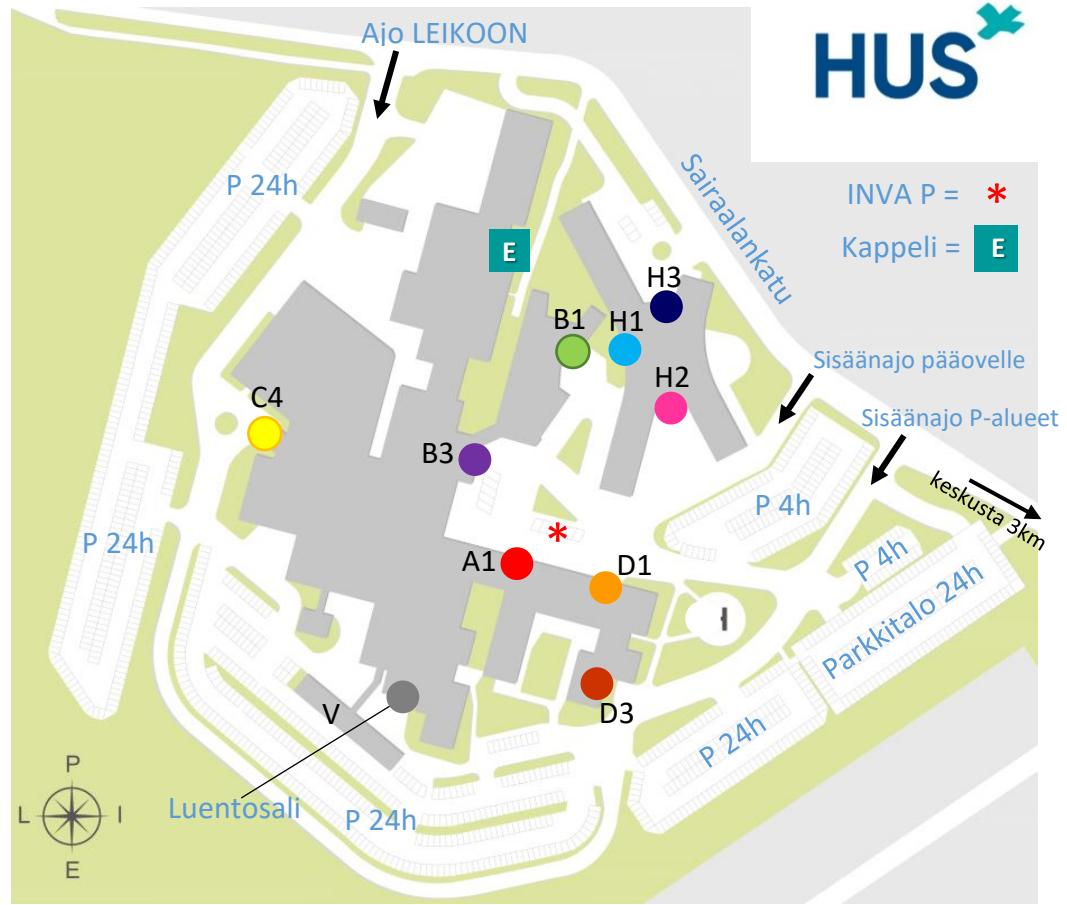 Ajo LEIKOON
HUS
P 24h
Sairaalankatu
INVA P = *
Kappeli = E
E
H3
B1
H1
H2
Sisäänajo pääovelle
C4
Sisäänajo P-alueet
B3
keskusta 3km
P 4h
P 24h
*
A1
D1
P 4h
Parkkitalo 24h
D3
V
P 24h
Luentosali
P 24h
P
L I
E